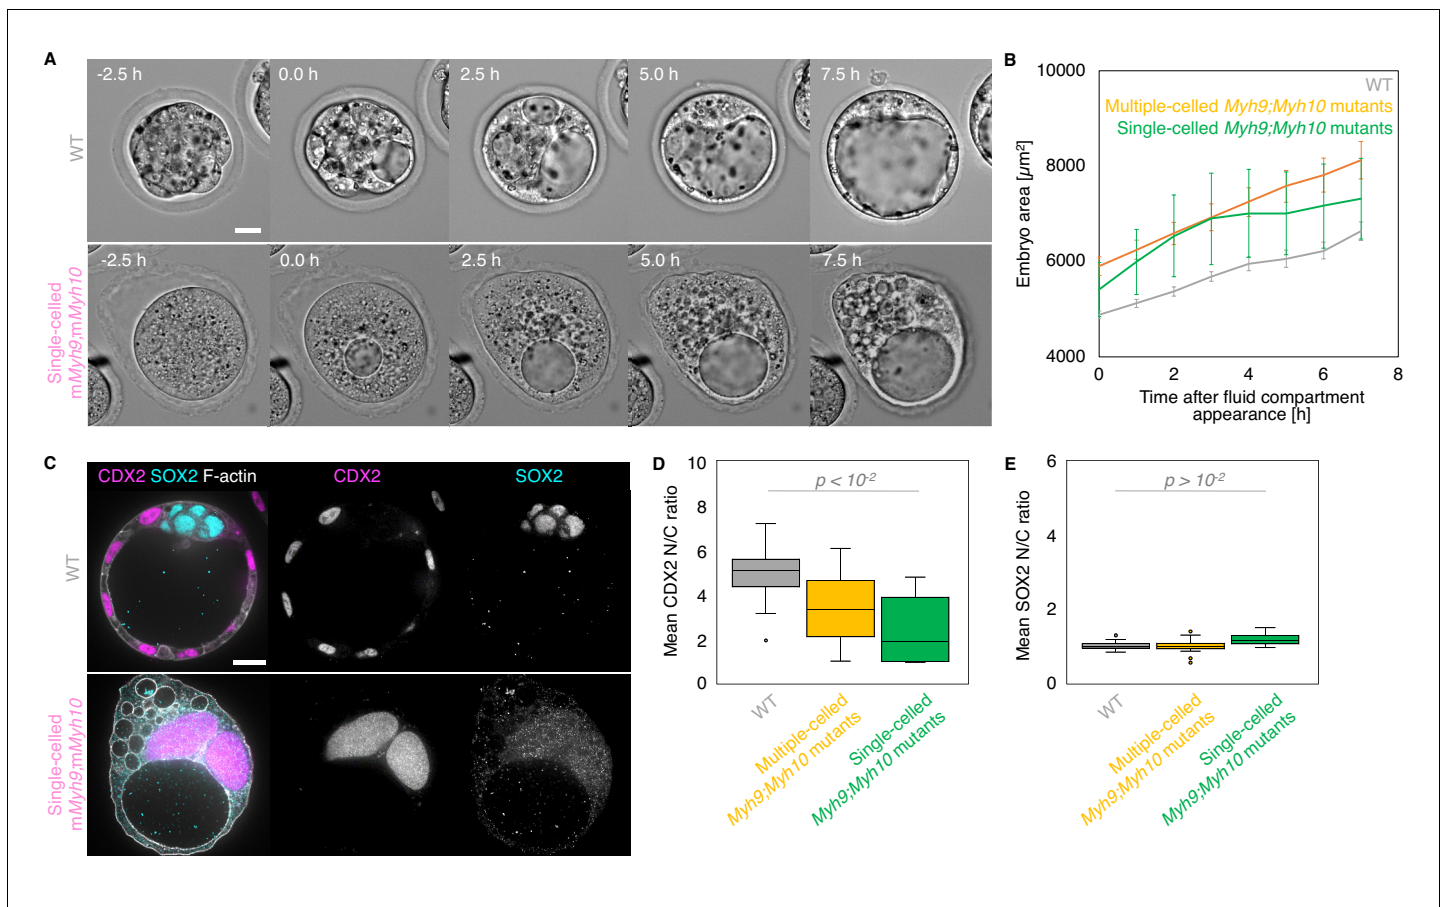 A
-2.5 h
0.0 h
2.5 h
5.0 h
7.5 h
WT
-2.5 h
0.0 h
2.5 h
5.0 h
7.5 h
Single-celled
mMyh9;mMyh10
B
10000
8000
6000
4000
Embryo area [µm²]
WT
Multiple-celled Myh9;Myh10 mutants
Single-celled Myh9;Myh10 mutants
0
2
4
6
8
Time after fluid compartment
appearance [h]
C
CDX2 SOX2 F-actin
CDX2
SOX2
WT
Single-celled
mMyh9;mMyh10
D
10
8
6
4
2
0
Mean CDX2 N/C ratio
p < 10⁻²
WT
Multiple-celled
Myh9;Myh10 mutants
Single-celled
Myh9;Myh10 mutants
E
6
4
2
0
Mean SOX2 N/C ratio
p > 10⁻²
WT
Multiple-celled
Myh9;Myh10 mutants
Single-celled
Myh9;Myh10 mutants